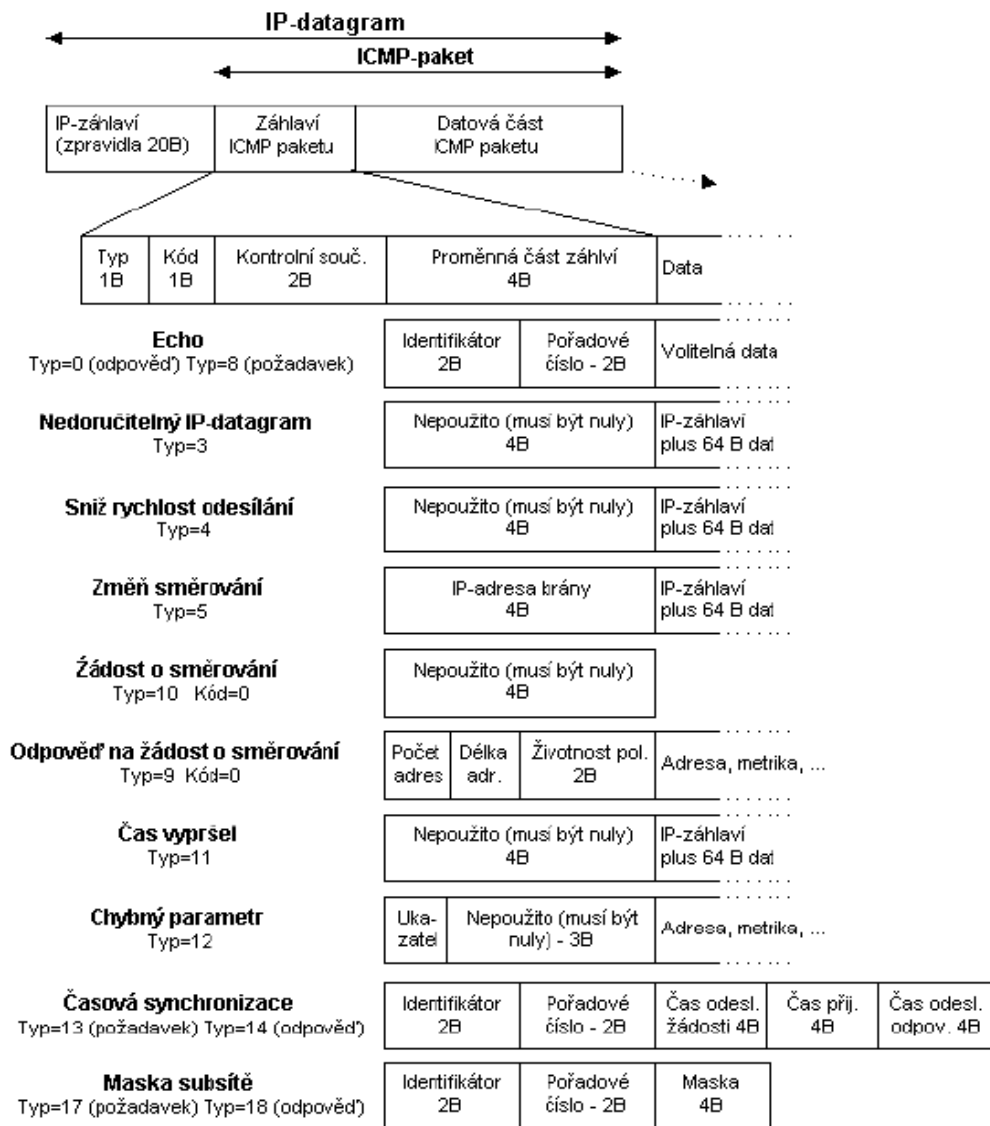 IP-datagram
ICMP-paket
IP-záhlaví
(zpravidla 20B)
Záhlaví
ICMP paketu
Datová část
ICMP paketu
Typ
1B
Kód
1B
Kontrolní souč.
2B
Proměnná část záhlví
4B
Data
Echo
Typ=0 (odpověď) Typ=8 (požadavek)
Identifikátor
2B
Pořadové
číslo - 2B
Volitelná data
Nedoručitelný IP-datagram
Typ=3
Nepoužito (musí být nuly)
4B
IP-záhlaví
plus 64 B dat
Sniž rychlost odesílání
Typ=4
Nepoužito (musí být nuly)
4B
IP-záhlaví
plus 64 B dat
Změň směrování
Typ=5
IP-adresa brány
4B
IP-záhlaví
plus 64 B dat
Žádost o směrování
Typ=10 Kód=0
Nepoužito (musí být nuly)
4B
Odpověď na žádost o směrování
Typ=9 Kód=0
Počet
adres
Délka
adr.
Životnost pol.
2B
Adresa, metrika, ...
Čas vypršel
Typ=11
Nepoužito (musí být nuly)
4B
IP-záhlaví
plus 64 B dat
Chybný parametr
Typ=12
Uka-
zatel
Nepoužito (musí být
nuly) - 3B
Adresa, metrika, ...
Časová synchronizace
Typ=13 (požadavek) Typ=14 (odpověď)
Identifikátor
2B
Pořadové
číslo - 2B
Čas odesl.
žádosti 4B
Čas přij.
4B
Čas odesl.
odpov. 4B
Maska subsítě
Typ=17 (požadavek) Typ=18 (odpověď)
Identifikátor
2B
Pořadové
číslo - 2B
Maska
4B